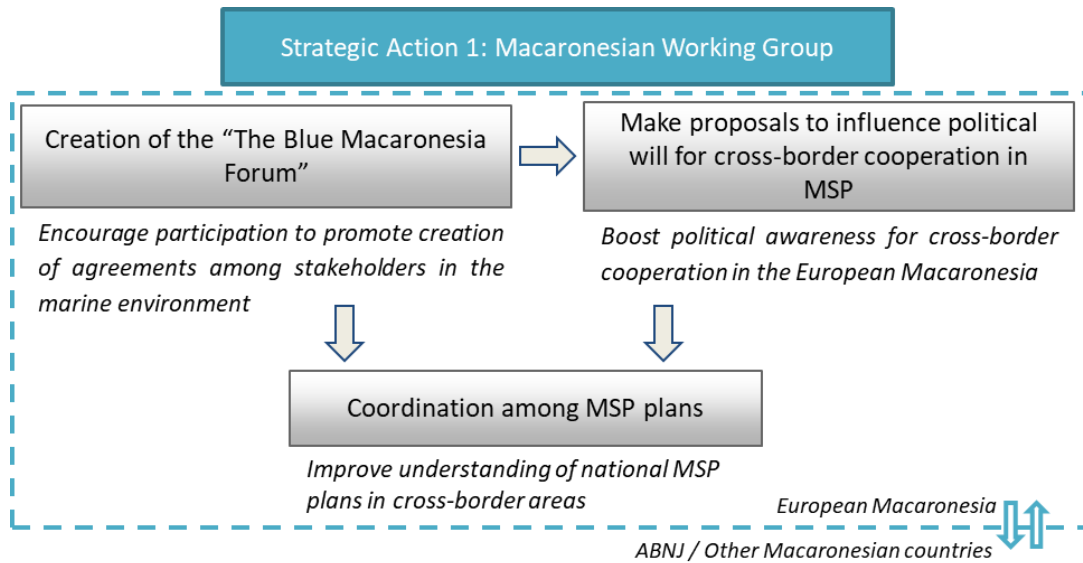 Strategic Action 1: Macaronesian Working Group
Creation of the “The Blue Macaronesia
Forum”
Make proposals to influence political
will for cross-border cooperation in
MSP
Encourage participation to promote creation
of agreements among stakeholders in the
marine environment
Boost political awareness for cross-border
cooperation in the European Macaronesia
Coordination among MSP plans
Improve understanding of national MSP
plans in cross-border areas
European Macaronesia
ABNJ / Other Macaronesian countries